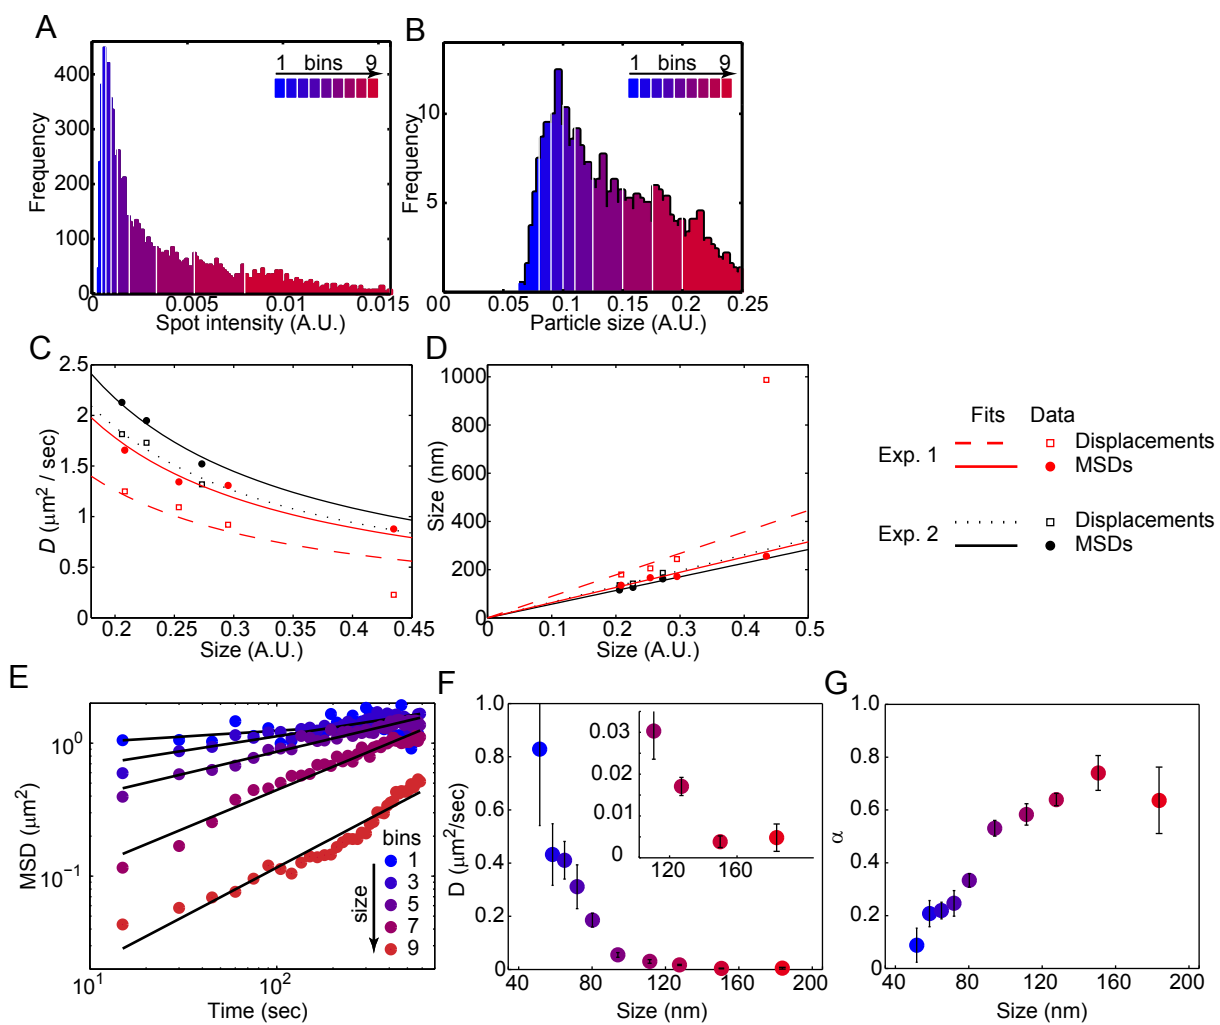 A
400
300
200
100
0
Frequency
1 bins 9
0 0.005 0.01 0.015
Spot intensity (A.U.)
B
10
5
0
Frequency
1 bins 9
0 0.05 0.1 0.15 0.2 0.25
Particle size (A.U.)
C
2.5
2
1.5
1
0.5
0
D (μm² / sec)
0.2 0.25 0.3 0.35 0.4 0.45
Size (A.U.)
D
1000
800
600
400
200
0
Size (nm)
0 0.1 0.2 0.3 0.4 0.5
Size (A.U.)
Fits Data
Exp. 1
Displacements
MSDs
Exp. 2
Displacements
MSDs
E
10⁰
10⁻¹
MSD (μm²)
bins
1
3
5
7
9
size
10¹ 10²
Time (sec)
F
1.0
0.8
0.6
0.4
0.2
0
D (μm²/sec)
0.03
0.02
0.01
0
120 160
40 80 120 160 200
Size (nm)
G
1.0
0.8
0.6
0.4
0.2
0
α
40 80 120 160 200
Size (nm)